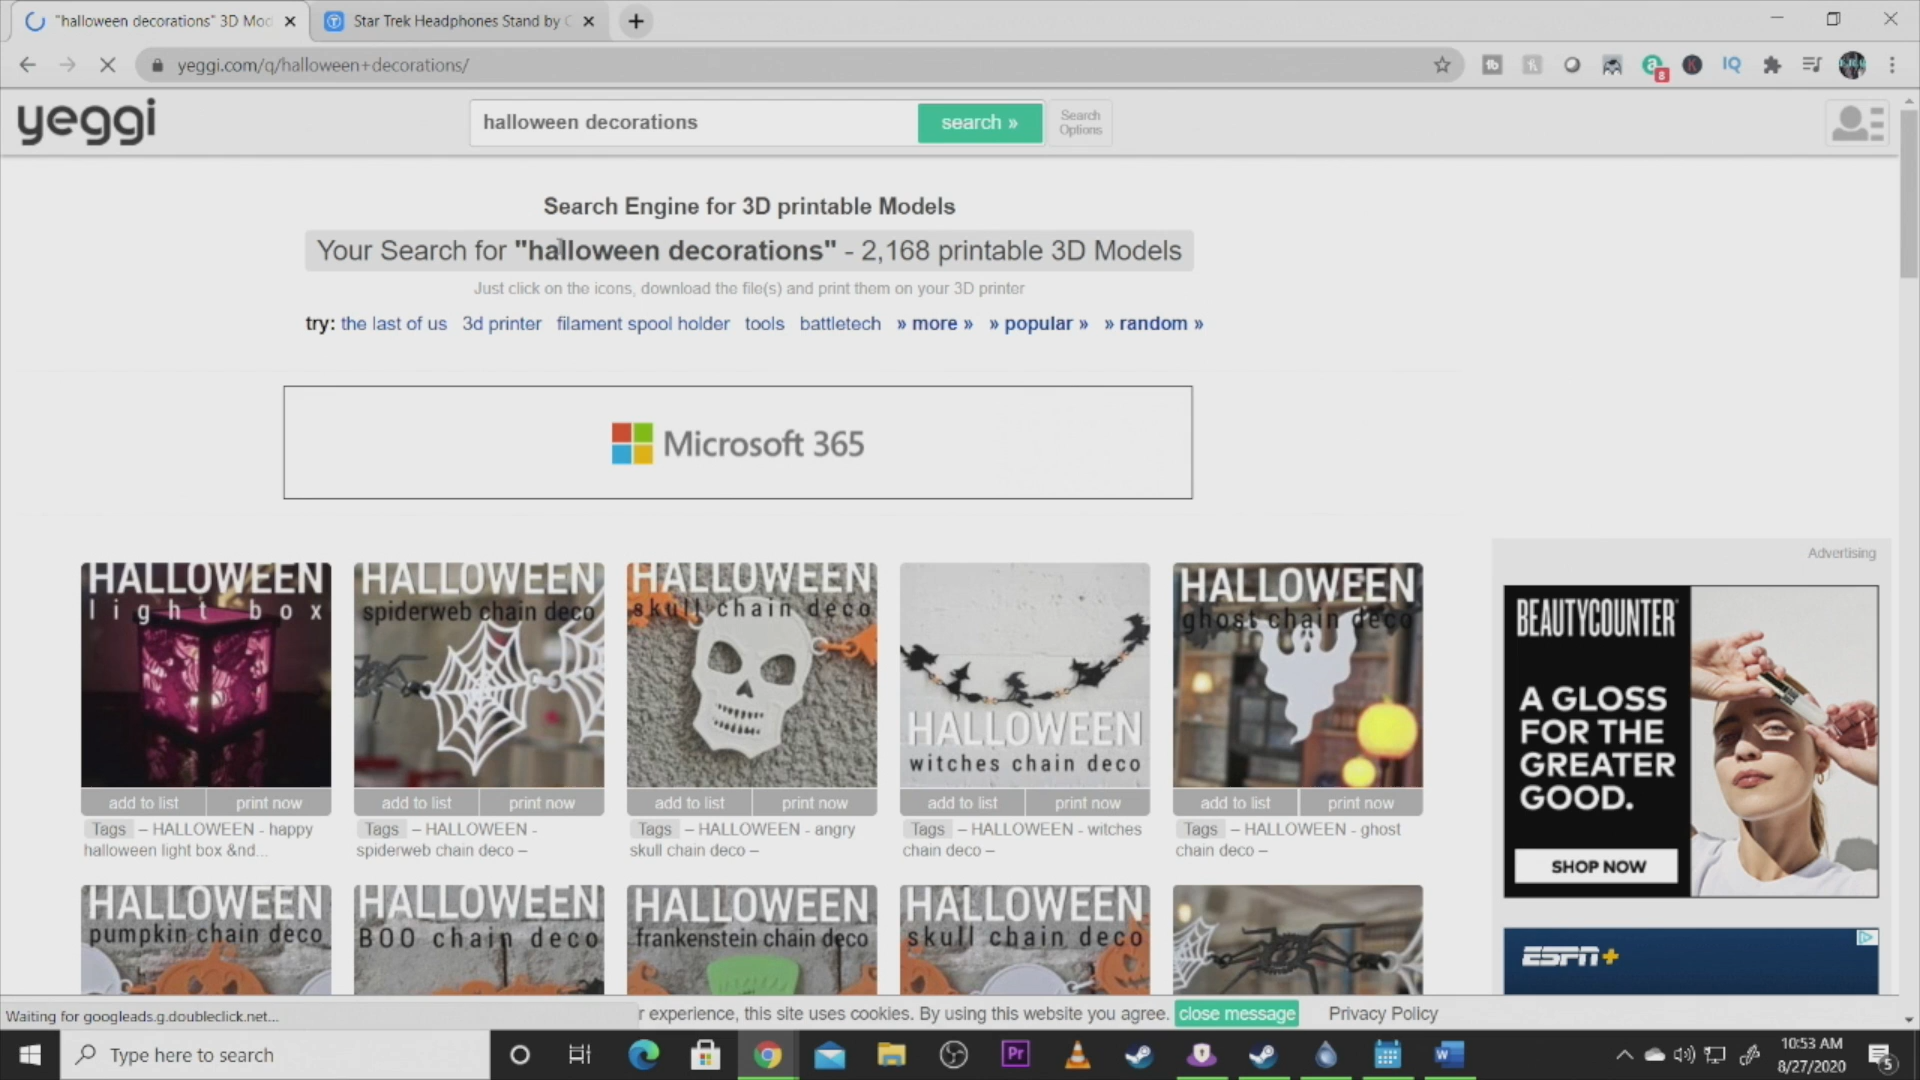 "halloween decorations" 3D Mod
Star Trek Headphones Stand by C
yeggi.com/q/halloween+decorations/
yeggi
halloween decorations
search »
Search
Options
Search Engine for 3D printable Models
Your Search for "halloween decorations" - 2,168 printable 3D Models
Just click on the icons, download the file(s) and print them on your 3D printer
try: the last of us 3d printer filament spool holder tools battletech » more » » popular » » random »
Microsoft 365
Advertising
HALLOWEEN
light box
HALLOWEEN
spiderweb chain deco
HALLOWEEN
skull chain deco
HALLOWEEN
witches chain deco
HALLOWEEN
ghost chain deco
add to list print now
add to list print now
add to list print now
add to list print now
add to list print now
Tags – HALLOWEEN - happy
halloween light box &nd...
Tags – HALLOWEEN -
spiderweb chain deco –
Tags – HALLOWEEN - angry
skull chain deco –
Tags – HALLOWEEN - witches
chain deco –
Tags – HALLOWEEN - ghost
chain deco –
BEAUTYCOUNTER
A GLOSS
FOR THE
GREATER
GOOD.
SHOP NOW
HALLOWEEN
pumpkin chain deco
HALLOWEEN
BOO chain deco
HALLOWEEN
frankenstein chain deco
HALLOWEEN
skull chain deco
ESPN+
Waiting for googleads.g.doubleclick.net...
r experience, this site uses cookies. By using this website you agree. close message Privacy Policy
Type here to search
Pr
W
10:53 AM
8/27/2020
5